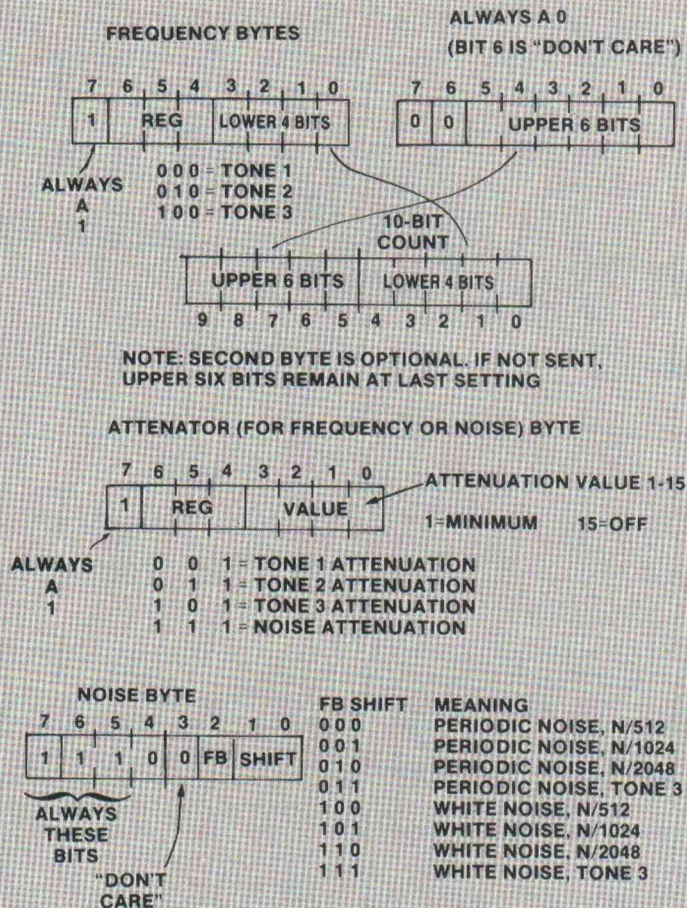 FREQUENCY BYTES
ALWAYS A 0
(BIT 6 IS "DON'T CARE")
7 6 5 4 3 2 1 0
1 REG LOWER 4 BITS
7 6 5 4 3 2 1 0
0 0 UPPER 6 BITS
ALWAYS
A
1
0 0 0 = TONE 1
0 1 0 = TONE 2
1 0 0 = TONE 3
10-BIT
COUNT
UPPER 6 BITS LOWER 4 BITS
9 8 7 6 5 4 3 2 1 0
NOTE: SECOND BYTE IS OPTIONAL. IF NOT SENT,
UPPER SIX BITS REMAIN AT LAST SETTING
ATTENATOR (FOR FREQUENCY OR NOISE) BYTE
7 6 5 4 3 2 1 0
1 REG VALUE
ATTENUATION VALUE 1-15
1=MINIMUM 15=OFF
ALWAYS
A
1
0 0 1 = TONE 1 ATTENUATION
0 1 1 = TONE 2 ATTENUATION
1 0 1 = TONE 3 ATTENUATION
1 1 1 = NOISE ATTENUATION
NOISE BYTE
7 6 5 4 3 2 1 0
1 1 1 0 0 FB SHIFT
ALWAYS
THESE
BITS
"DON'T
CARE"
FB SHIFT MEANING
0 0 0 PERIODIC NOISE, N/512
0 0 1 PERIODIC NOISE, N/1024
0 1 0 PERIODIC NOISE, N/2048
0 1 1 PERIODIC NOISE, TONE 3
1 0 0 WHITE NOISE, N/512
1 0 1 WHITE NOISE, N/1024
1 1 0 WHITE NOISE, N/2048
1 1 1 WHITE NOISE, TONE 3